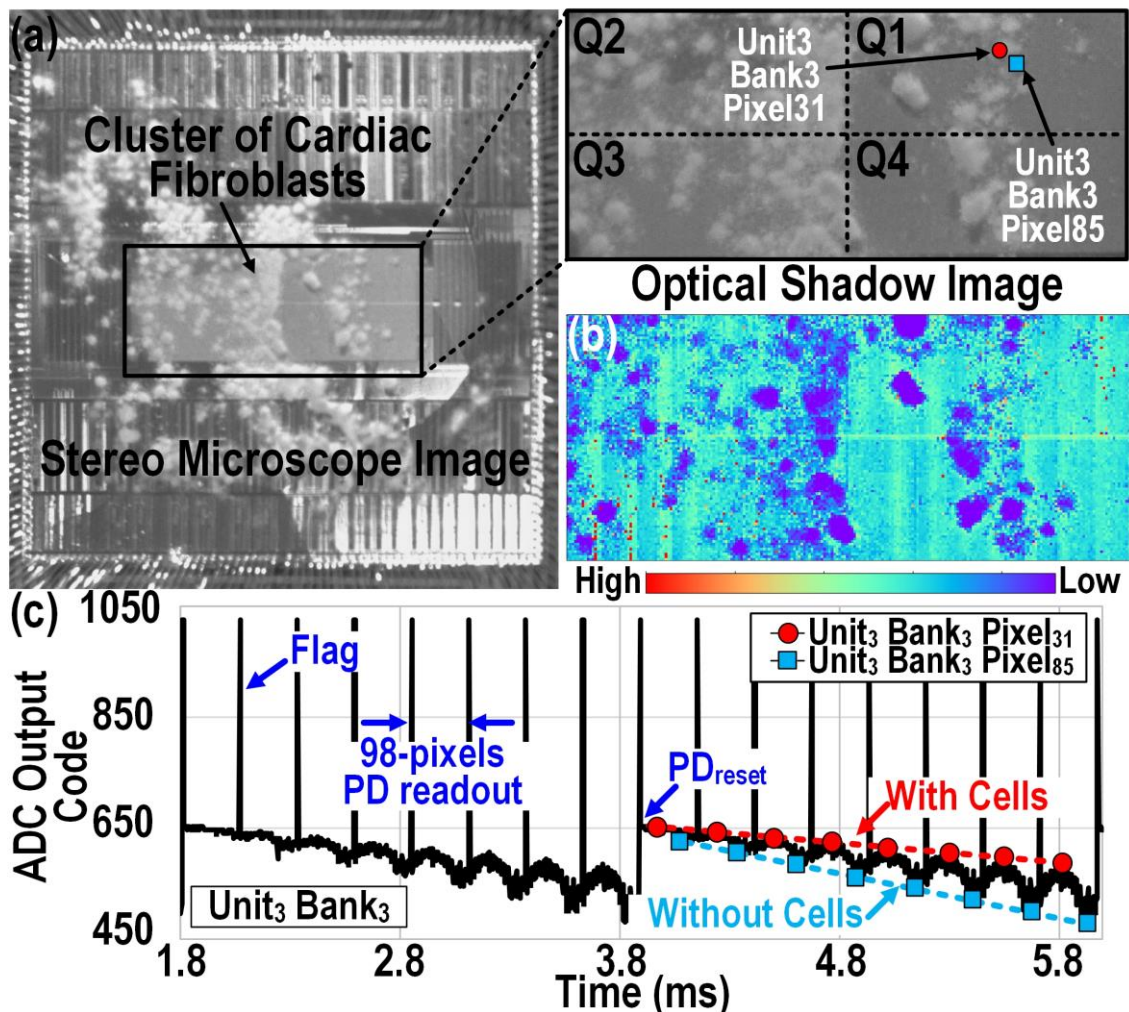 (a)
Cluster of Cardiac
Fibroblasts
Stereo Microscope Image
Q2
Unit3
Bank3
Pixel31
Q1
Q3
Q4
Unit3
Bank3
Pixel85
Optical Shadow Image
(b)
High
Low
(c)
1050
850
650
450
ADC Output
Code
Flag
98-pixels
PD readout
PDreset
With Cells
Without Cells
Unit3 Bank3 Pixel31
Unit3 Bank3 Pixel85
Unit3 Bank3
1.8
2.8
3.8
4.8
5.8
Time (ms)